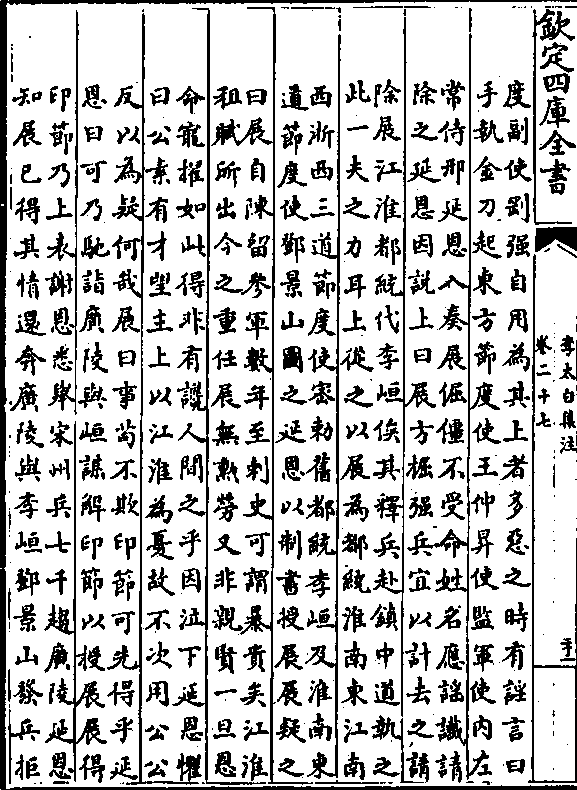 欽定四庫全書
李太白集注
卷二十七
度副使剛强自用為其上者多惡之時有謡言曰
手執金刀起東方節度使王仲昇使監軍使内左
常侍邢延恩入奏展倔僵不受命姓名應謡讖請
除之延恩因説上曰展方握强兵宜以計去之請
除展江淮都統代李峘俟其釋兵赴鎮中道執之
此一夫之力耳上從之以展為都統淮南東江南
西浙西三道節度使密勅舊都統李峘及淮南東
道節度使鄧景山圖之延恩以制書授展展疑之
曰展自陳留參軍數年至刺史可謂暴貴矣江淮
租賦所出今之重任展無勲勞又非親賢一旦恩
命寵擢如此得非有讒人間之乎因泣下延恩懼
曰公素有才望主上以江淮為憂故不次用公公
反以為疑何哉展曰事茍不欺印節可先得乎延
恩曰可乃馳詣廣陵與峘謀解印節以授展展得
印節乃上表謝恩悉舉宋州兵七千趨廣陵延恩
知展已得其情還奔廣陵與李峘鄧景山發兵拒